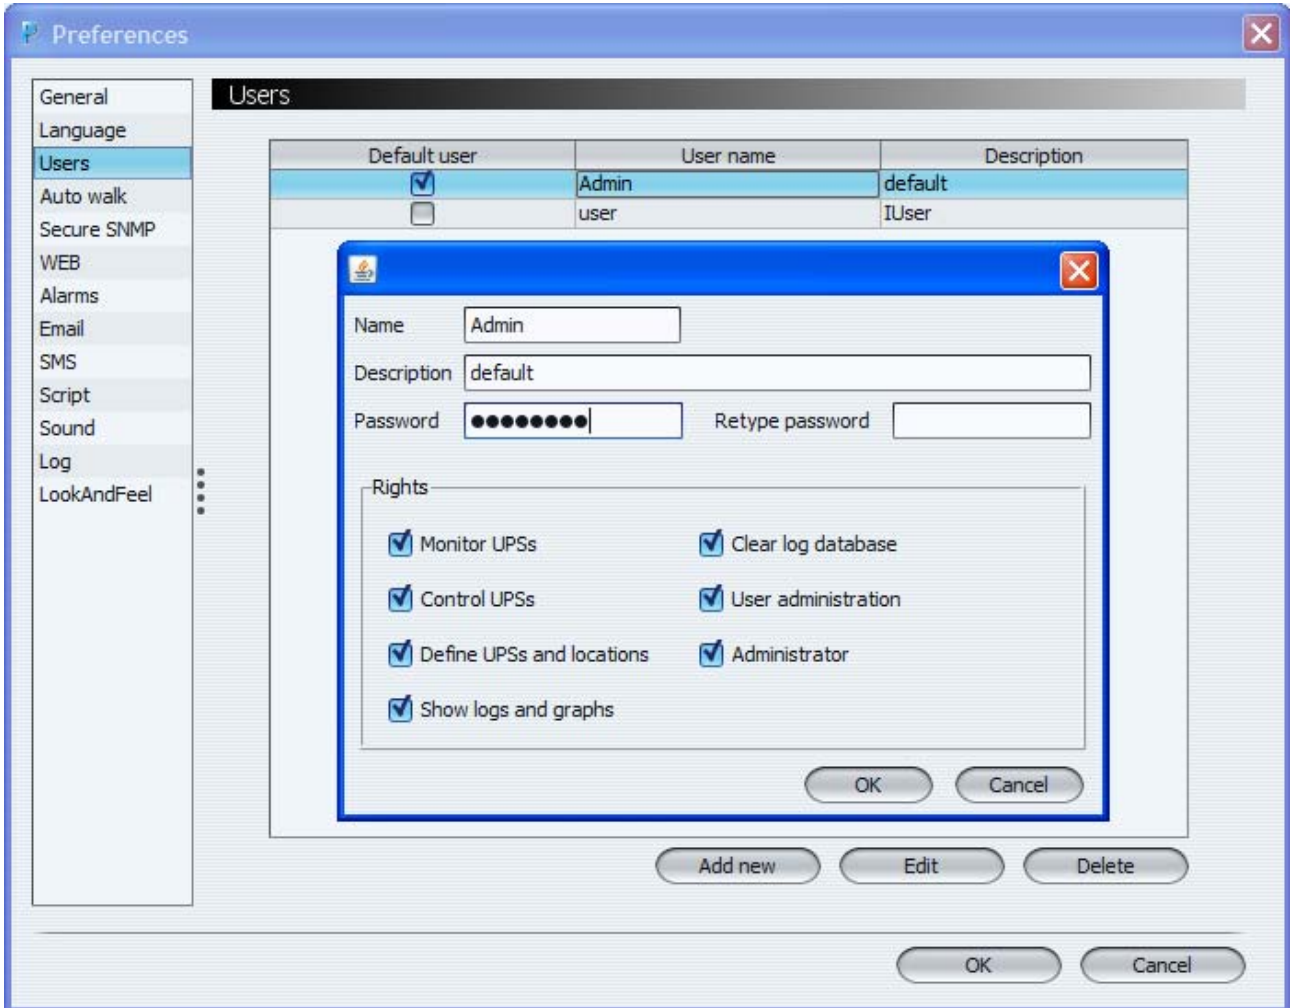 Preferences
General
Language
Users
Auto walk
Secure SNMP
WEB
Alarms
Email
SMS
Script
Sound
Log
LookAndFeel
Users
Default user User name Description
Admin default
user IUser
Name Admin
Description default
Password ●●●●●●●● Retype password
Rights
Monitor UPSs Clear log database
Control UPSs User administration
Define UPSs and locations Administrator
Show logs and graphs
OK Cancel
Add new Edit Delete
OK Cancel